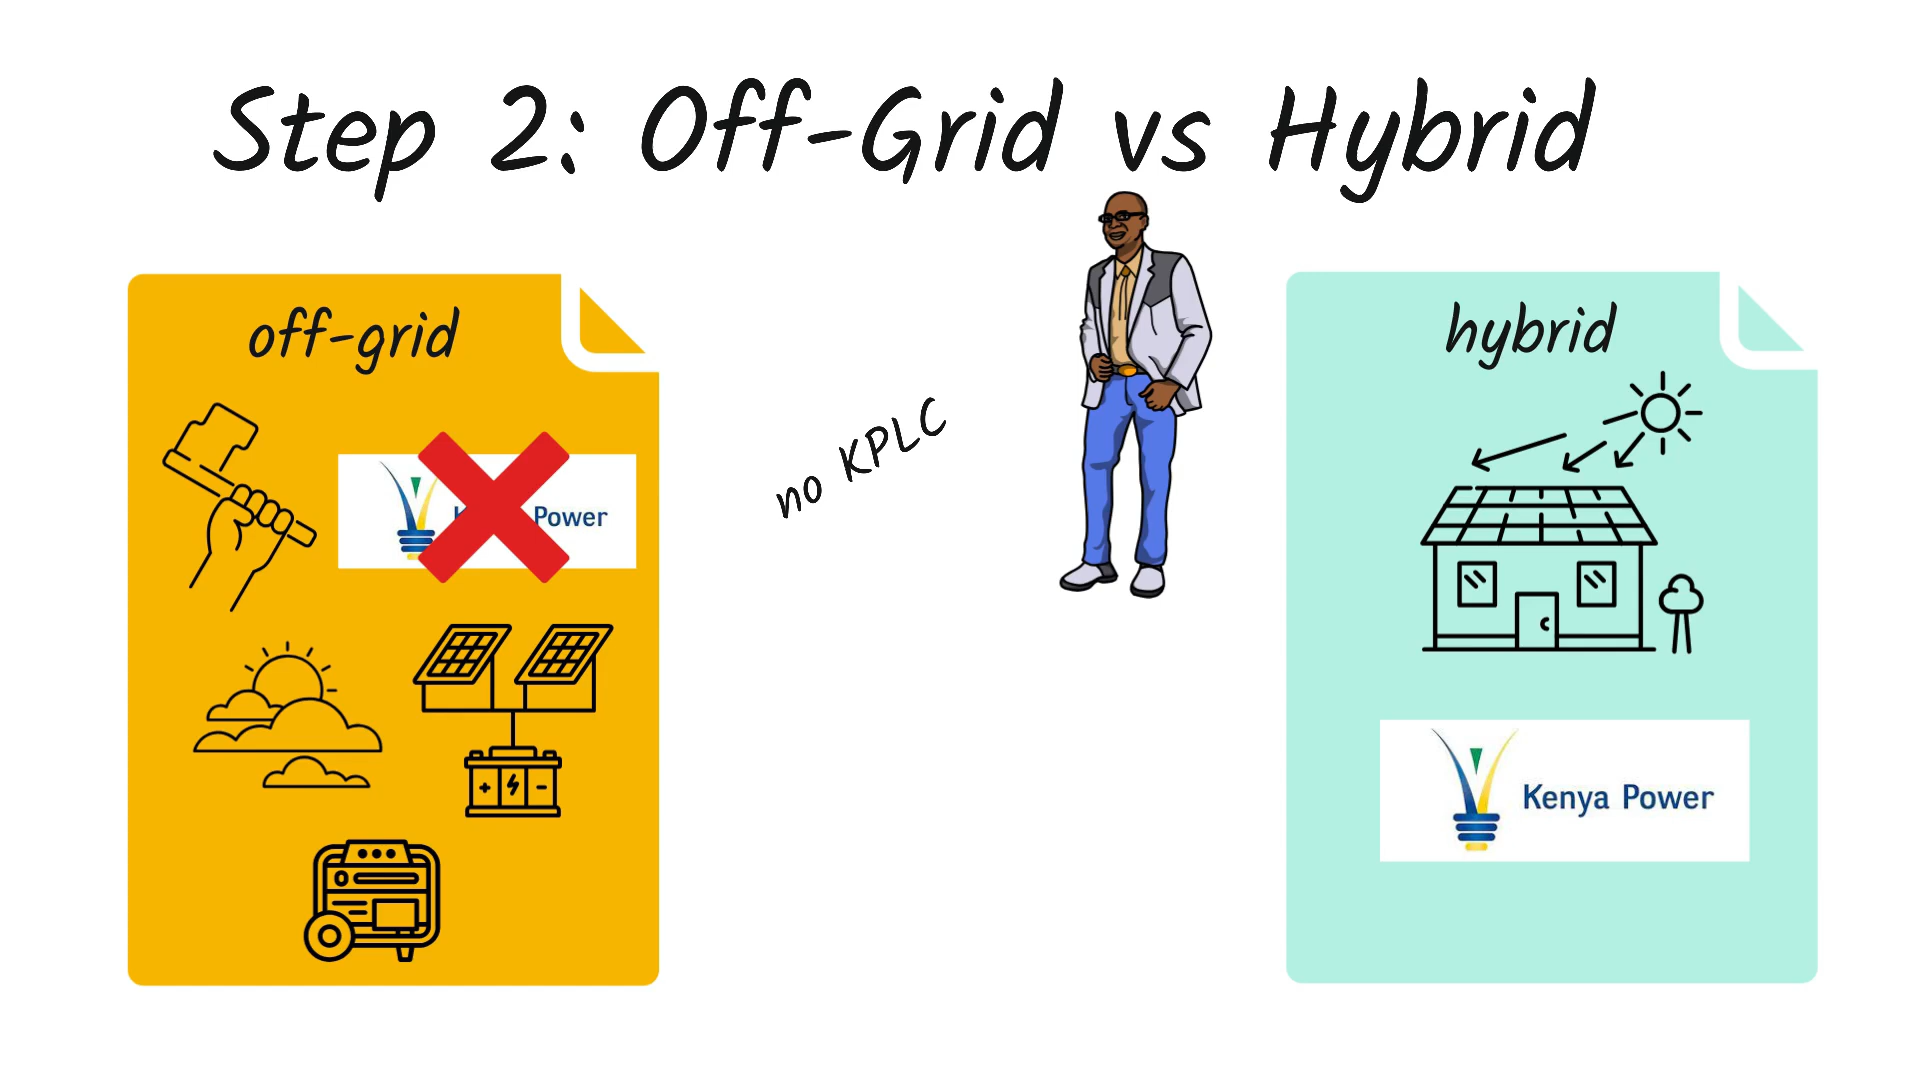 Step 2: Off-Grid vs Hybrid
off-grid
Power
no KPLC
hybrid
Kenya Power